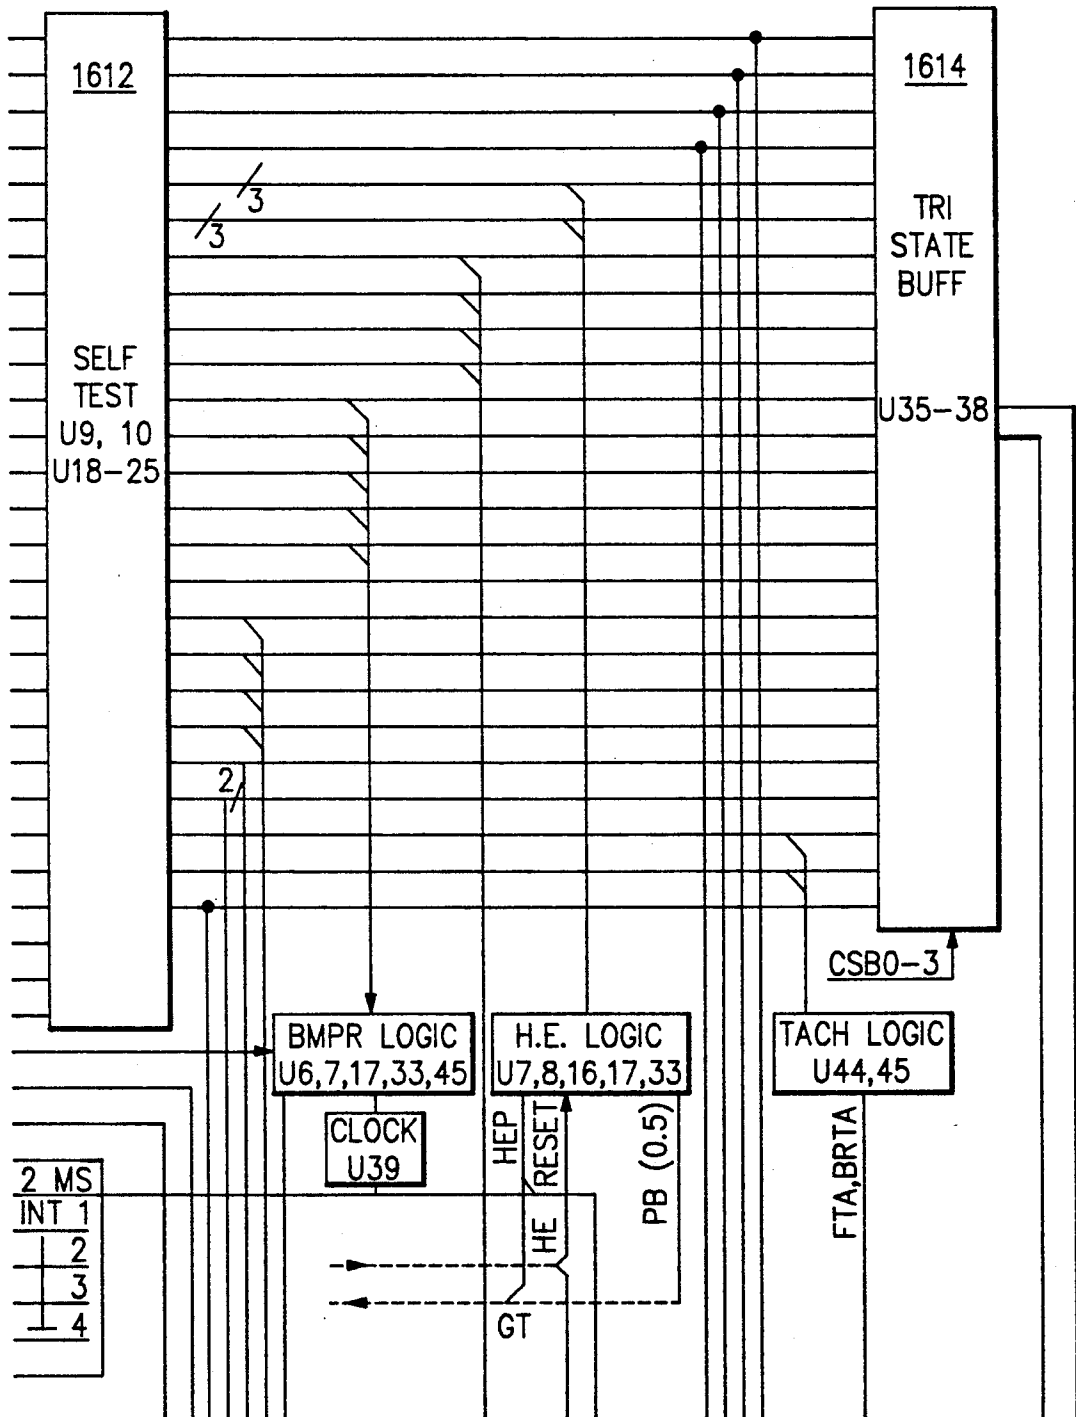 1612
1614
3
3
TRI
STATE
BUFF
SELF
TEST
U9, 10
U18-25
U35-38
2
CSB0-3
BMPR LOGIC
U6,7,17,33,45
H.E. LOGIC
U7,8,16,17,33
TACH LOGIC
U44,45
CLOCK
U39
HEP
HE RESET
PB (0.5)
FTA,BRTA
2 MS
INT 1
2
3
4
GT